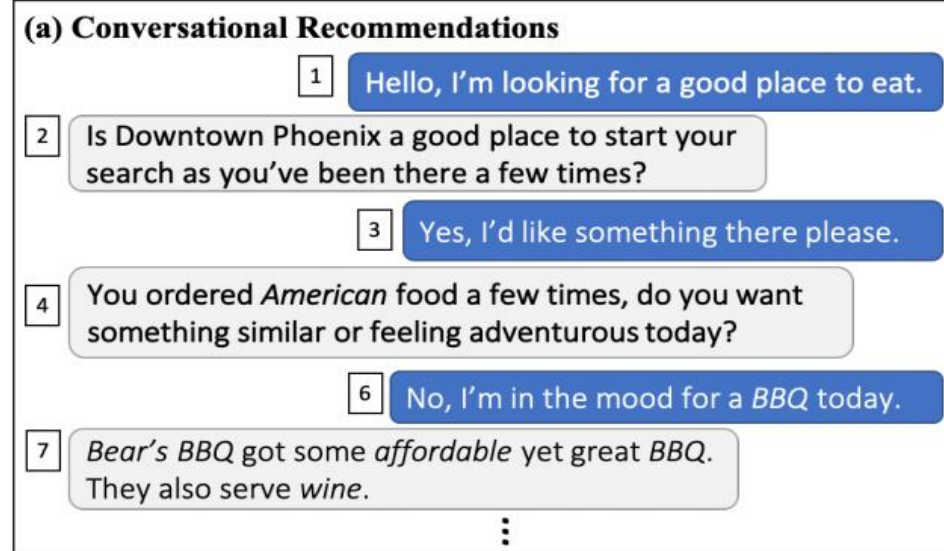 (a) Conversational Recommendations
1
Hello, I'm looking for a good place to eat.
2
Is Downtown Phoenix a good place to start your
search as you've been there a few times?
3
Yes, I'd like something there please.
4
You ordered American food a few times, do you want
something similar or feeling adventurous today?
6
No, I'm in the mood for a BBQ today.
7
Bear's BBQ got some affordable yet great BBQ.
They also serve wine.
⋮